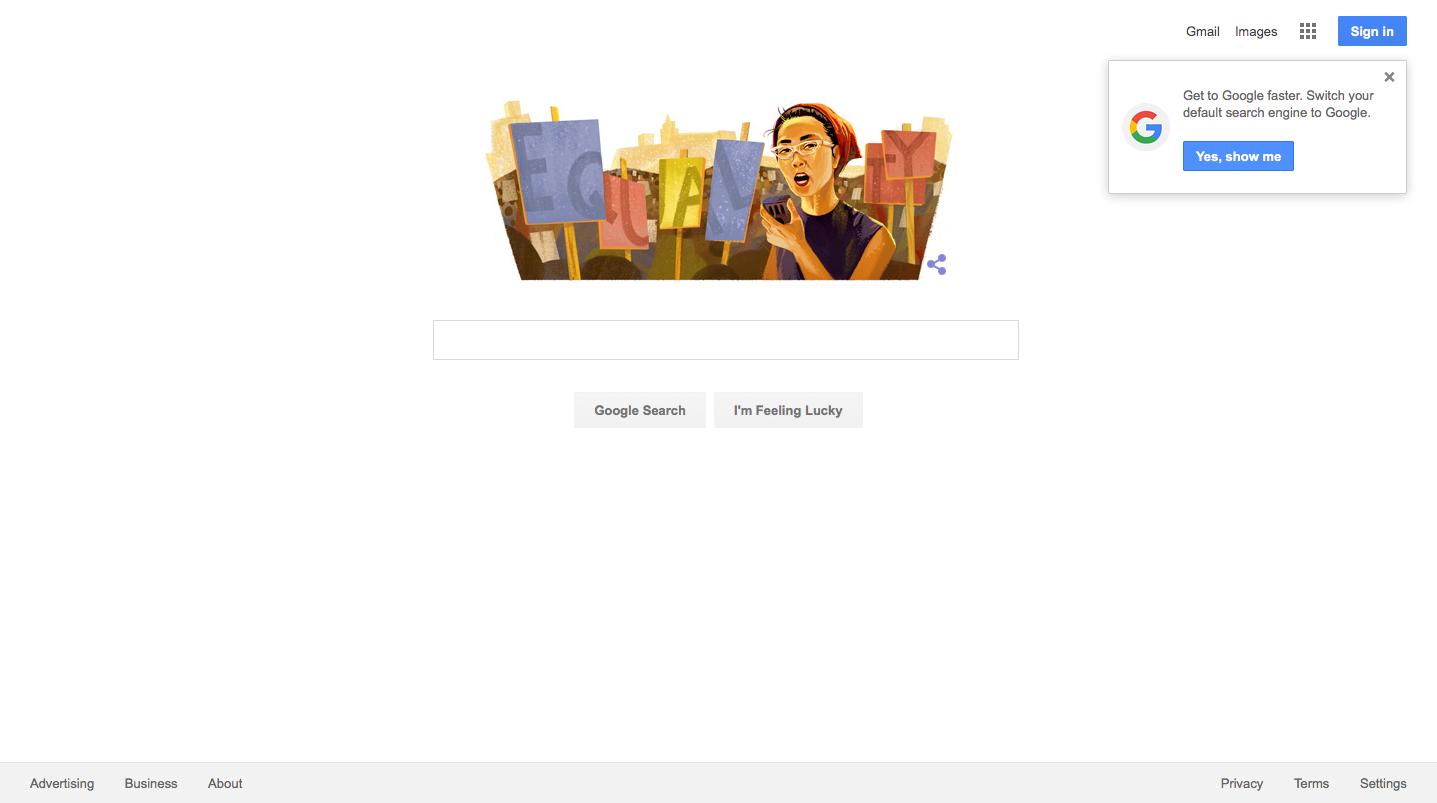 Gmail Images Sign in
Get to Google faster. Switch your
default search engine to Google.
Yes, show me
EQUALITY
Google Search I'm Feeling Lucky
Advertising Business About Privacy Terms Settings